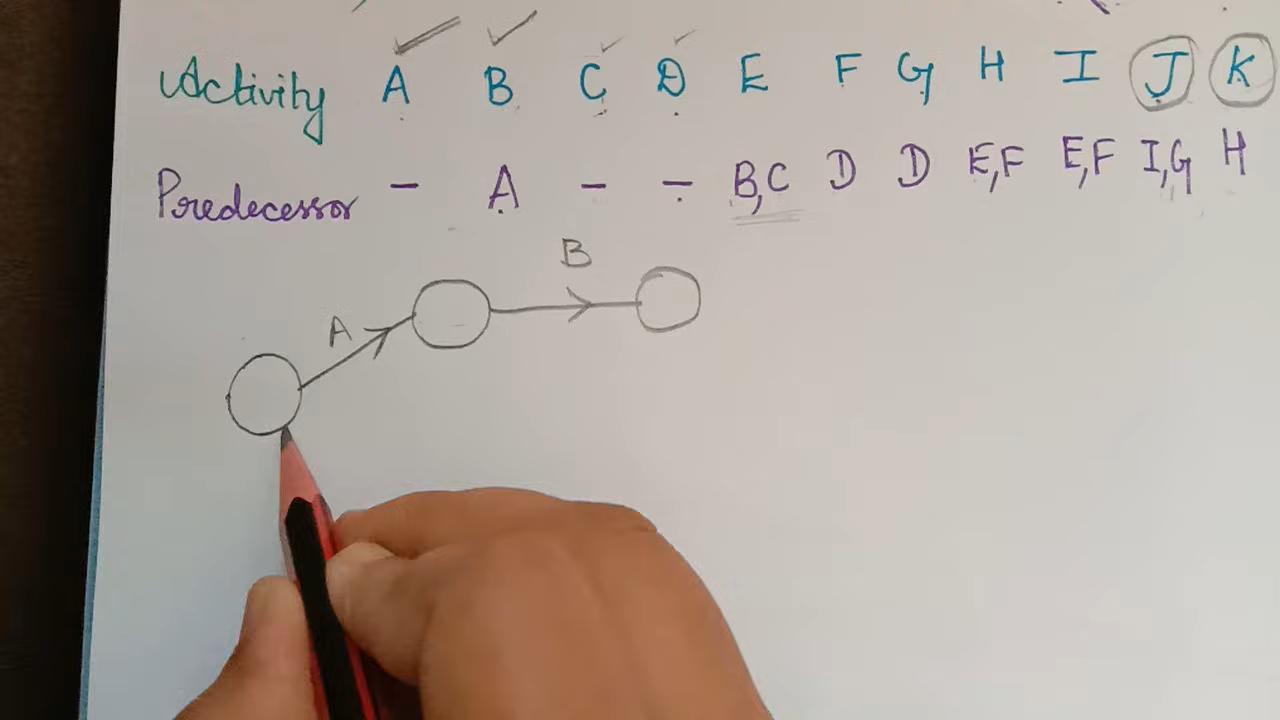 Activity A B C D E F G H I J K
Predecessor - A - - B,C D D E,F E,F I,G H
B
A